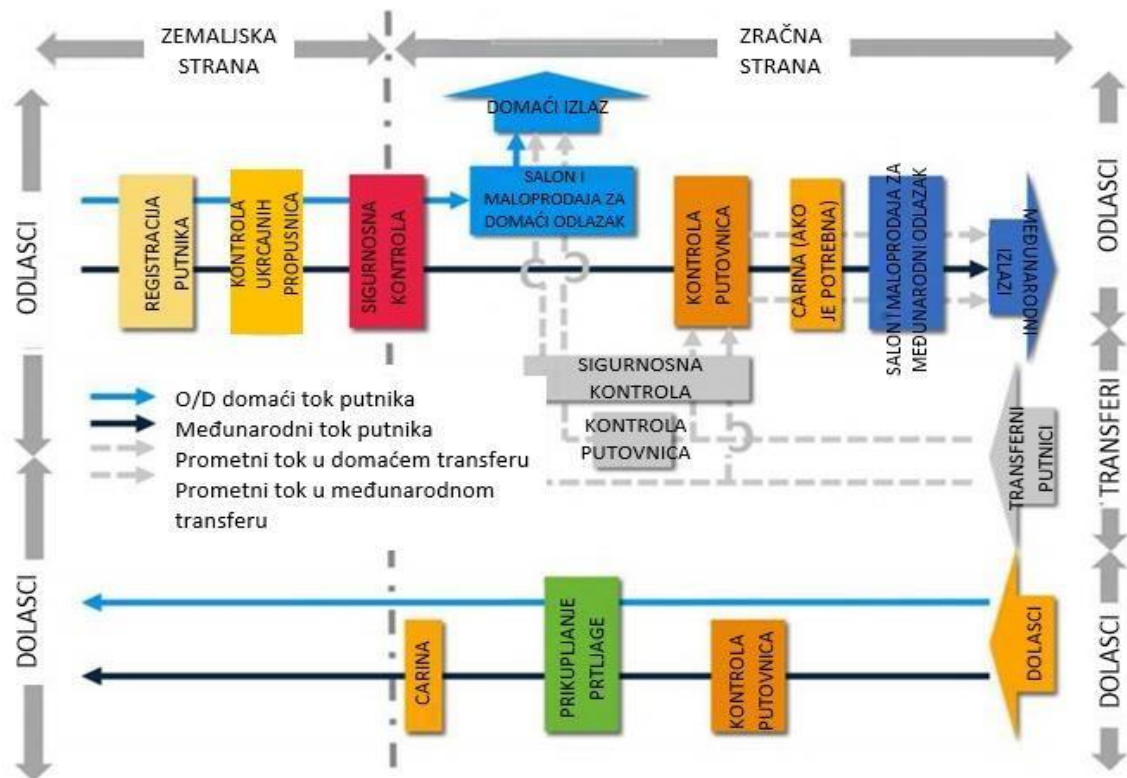 ZEMALJSKA
STRANA
ZRAČNA
STRANA
ODLASCI
DOMAĆI IZLAZ
SALON I
MALOPRODAJA ZA
DOMAĆI ODLAZAK
REGISTRACIJA
PUTNIKA
KONTROLA
UKRCAJNIH
PROPUSNICA
SIGURNOSNA
KONTROLA
KONTROLA
PUTOVNICA
CARINA (AKO
JE POTREBNA)
SALON I MALOPRODAJA ZA
MEĐUNARODNI ODLAZAK
MEĐUNARODNI
IZLAZI
ODLASCI
SIGURNOSNA
KONTROLA
KONTROLA
PUTOVNICA
TRANSFERNI
PUTNICI
TRANSFERI
O/D domaći tok putnika
Međunarodni tok putnika
Prometni tok u domaćem transferu
Prometni tok u međunarodnom
transferu
DOLASCI
CARINA
PRIKUPLJANJE
PRTLJAGE
KONTROLA
PUTOVNICA
DOLASCI
DOLASCI